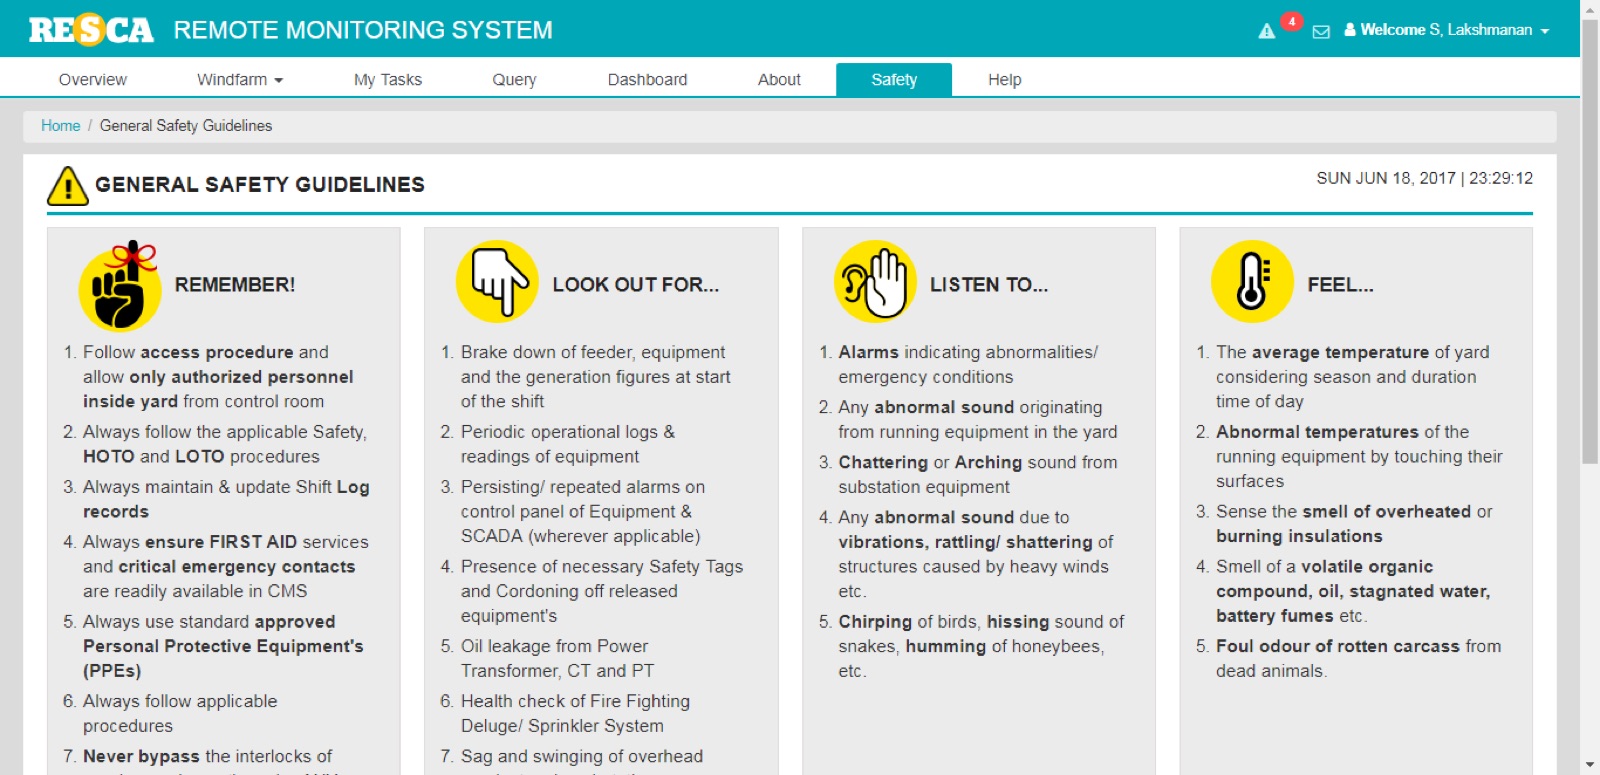 RESCA REMOTE MONITORING SYSTEM
4
Welcome S, Lakshmanan
Overview Windfarm My Tasks Query Dashboard About Safety Help
Home / General Safety Guidelines
GENERAL SAFETY GUIDELINES
SUN JUN 18, 2017 | 23:29:12
REMEMBER!
1. Follow access procedure and
allow only authorized personnel
inside yard from control room
2. Always follow the applicable Safety,
HOTO and LOTO procedures
3. Always maintain & update Shift Log
records
4. Always ensure FIRST AID services
and critical emergency contacts
are readily available in CMS
5. Always use standard approved
Personal Protective Equipment's
(PPEs)
6. Always follow applicable
procedures
7. Never bypass the interlocks of
LOOK OUT FOR...
1. Brake down of feeder, equipment
and the generation figures at start
of the shift
2. Periodic operational logs &
readings of equipment
3. Persisting/ repeated alarms on
control panel of Equipment &
SCADA (wherever applicable)
4. Presence of necessary Safety Tags
and Cordoning off released
equipment's
5. Oil leakage from Power
Transformer, CT and PT
6. Health check of Fire Fighting
Deluge/ Sprinkler System
7. Sag and swinging of overhead
LISTEN TO...
1. Alarms indicating abnormalities/
emergency conditions
2. Any abnormal sound originating
from running equipment in the yard
3. Chattering or Arching sound from
substation equipment
4. Any abnormal sound due to
vibrations, rattling/ shattering of
structures caused by heavy winds
etc.
5. Chirping of birds, hissing sound of
snakes, humming of honeybees,
etc.
FEEL...
1. The average temperature of yard
considering season and duration
time of day
2. Abnormal temperatures of the
running equipment by touching their
surfaces
3. Sense the smell of overheated or
burning insulations
4. Smell of a volatile organic
compound, oil, stagnated water,
battery fumes etc.
5. Foul odour of rotten carcass from
dead animals.